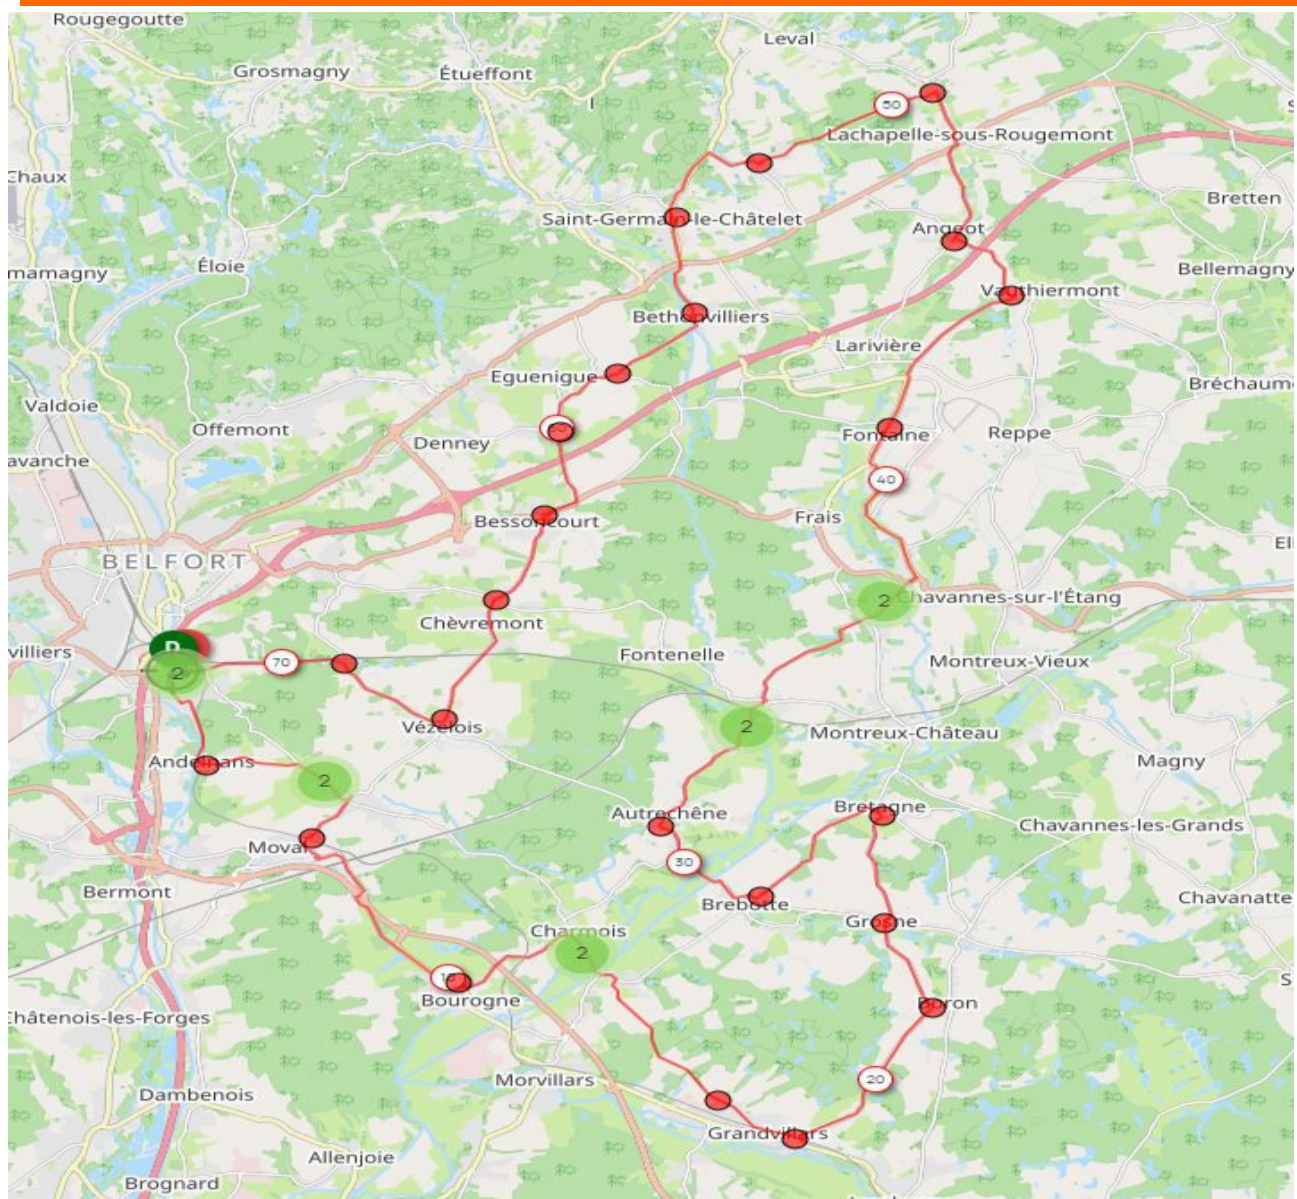 Rougegoutte
Leval
Grosmagny
Étueffont
50
Lachapelle-sous-Rougemont
Chaux
Bretten
Saint-Germain-le-Châtelet
Angeot
mamagny
Éloie
Bellemagny
Vauthiermont
Bethonvilliers
Larivière
Eguenigue
Bréchaum
Valdoie
Offemont
Denney
Fontaine
Reppe
avanche
40
Bessoncourt
Frais
BELFORT
El
2
Chavannes-sur-l'Étang
Chèvremont
D
villiers
2
70
Fontenelle
Montreux-Vieux
Vézelois
2
Montreux-Château
Andelnans
Magny
2
Autrechêne
Bretagne
Chavannes-les-Grands
Moval
30
Bermont
Brebotte
Chavanatte
Grosne
Charmois
2
10
S
Bourogne
Boron
Châtenois-les-Forges
Morvillars
20
Dambenois
Grandvillars
Allenjoie
Brognard